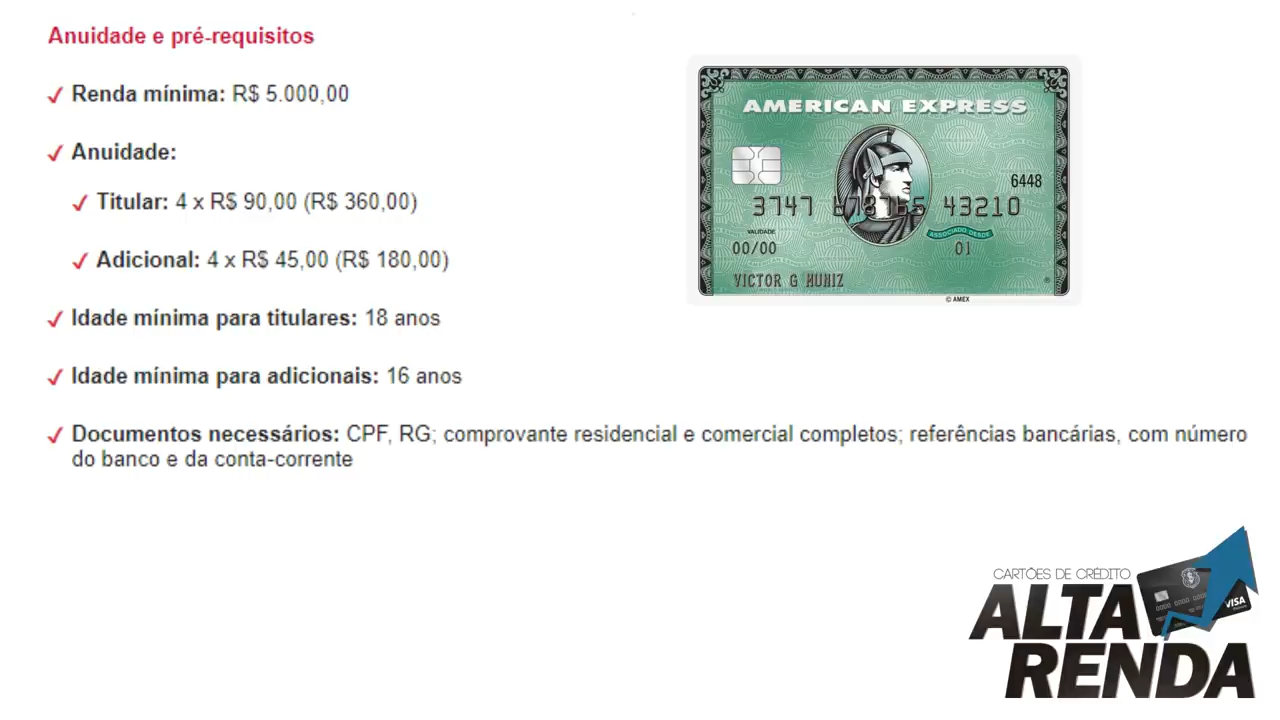 Anuidade e pré-requisitos
Renda mínima: R$ 5.000,00
Anuidade:
Titular: 4 x R$ 90,00 (R$ 360,00)
Adicional: 4 x R$ 45,00 (R$ 180,00)
Idade mínima para titulares: 18 anos
Idade mínima para adicionais: 16 anos
Documentos necessários: CPF, RG; comprovante residencial e comercial completos; referências bancárias, com número
do banco e da conta-corrente
AMERICAN EXPRESS
6448
3747 678765 43210
VALIDADE
ASSOCIADO DESDE
00/00
01
VICTOR G MUNIZ
®
© AMEX
CARTÕES DE CRÉDITO
ALTA
RENDA
VISA